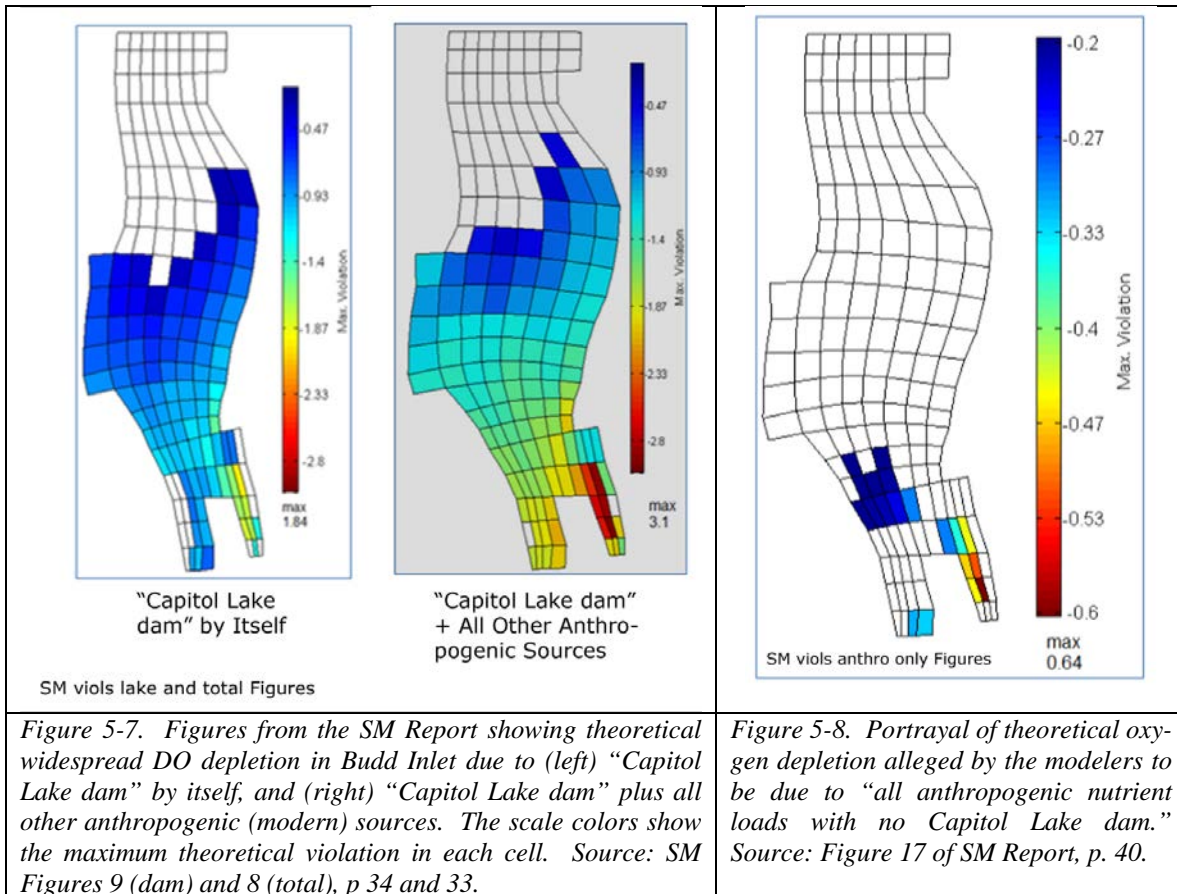 -0.47
-0.93
-1.4
-1.87
-2.33
-2.8
Max. Violation
max
1.84
"Capitol Lake
dam" by Itself
-0.47
-0.93
-1.4
-1.87
-2.33
-2.8
Max. Violation
max
3.1
"Capitol Lake dam"
+ All Other Anthro-
pogenic Sources
SM viols lake and total Figures
-0.2
-0.27
-0.33
-0.4
-0.47
-0.53
-0.6
Max. Violation
max
0.64
SM viols anthro only Figures
Figure 5-7. Figures from the SM Report showing theoretical
widespread DO depletion in Budd Inlet due to (left) “Capitol
Lake dam” by itself, and (right) “Capitol Lake dam” plus all
other anthropogenic (modern) sources. The scale colors show
the maximum theoretical violation in each cell. Source: SM
Figures 9 (dam) and 8 (total), p 34 and 33.
Figure 5-8. Portrayal of theoretical oxy-
gen depletion alleged by the modelers to
be due to “all anthropogenic nutrient
loads with no Capitol Lake dam.”
Source: Figure 17 of SM Report, p. 40.